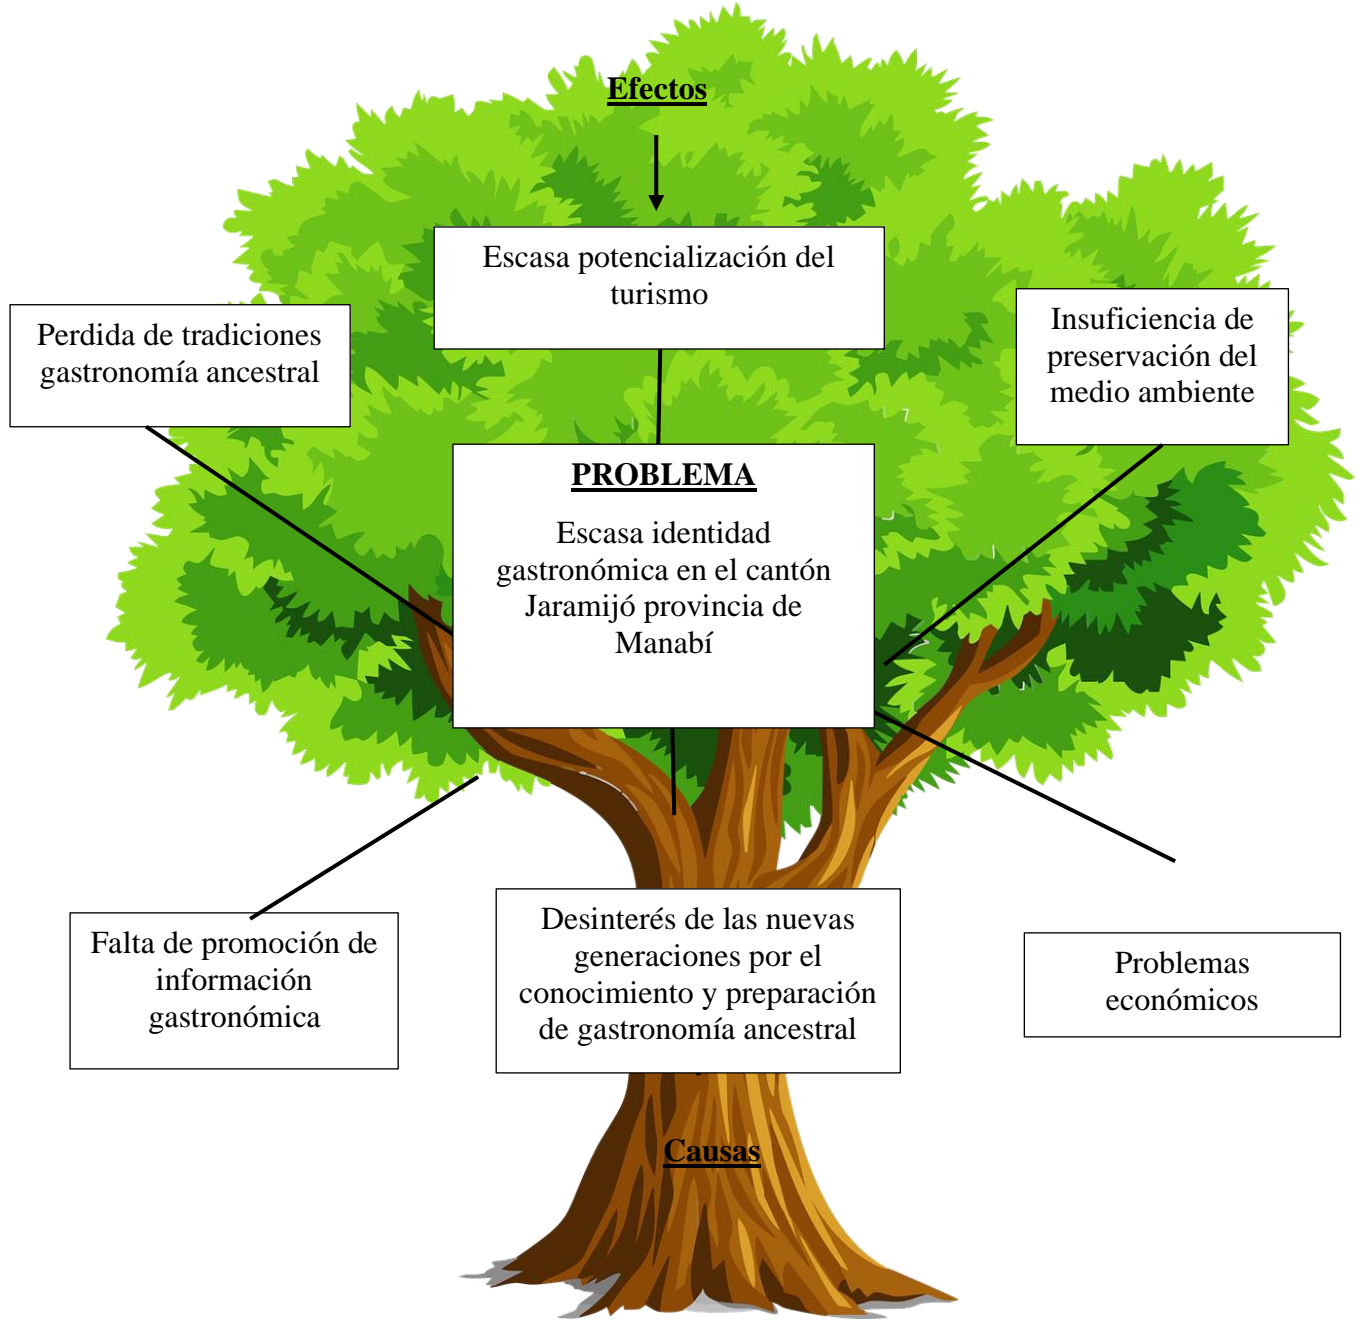 Efectos
Escasa potencialización del
turismo
Perdida de tradiciones
gastronomía ancestral
Insuficiencia de
preservación del
medio ambiente
PROBLEMA
Escasa identidad
gastronómica en el cantón
Jaramijó provincia de
Manabí
Falta de promoción de
información
gastronómica
Desinterés de las nuevas
generaciones por el
conocimiento y preparación
de gastronomía ancestral
Problemas
económicos
Causas